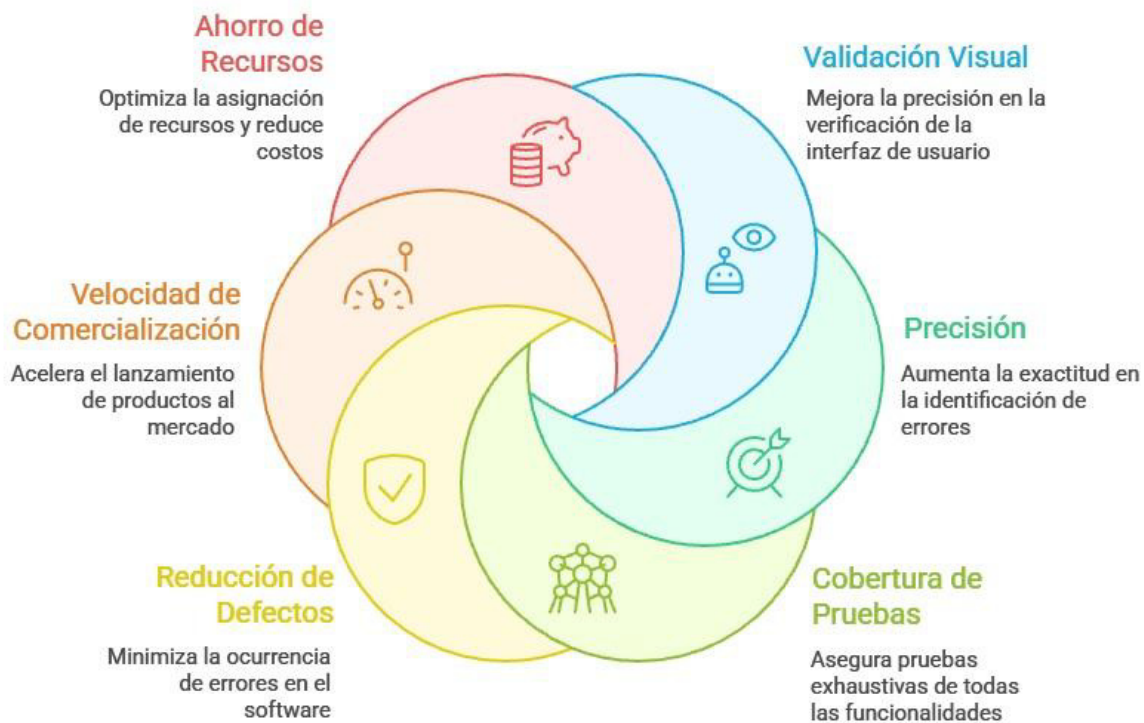 Ahorro de
Recursos
Optimiza la asignación
de recursos y reduce
costos
Validación Visual
Mejora la precisión en la
verificación de la
interfaz de usuario
Velocidad de
Comercialización
Acelera el lanzamiento
de productos al
mercado
Precisión
Aumenta la exactitud en
la identificación de
errores
Reducción de
Defectos
Minimiza la ocurrencia
de errores en el
software
Cobertura de
Pruebas
Asegura pruebas
exhaustivas de todas
las funcionalidades